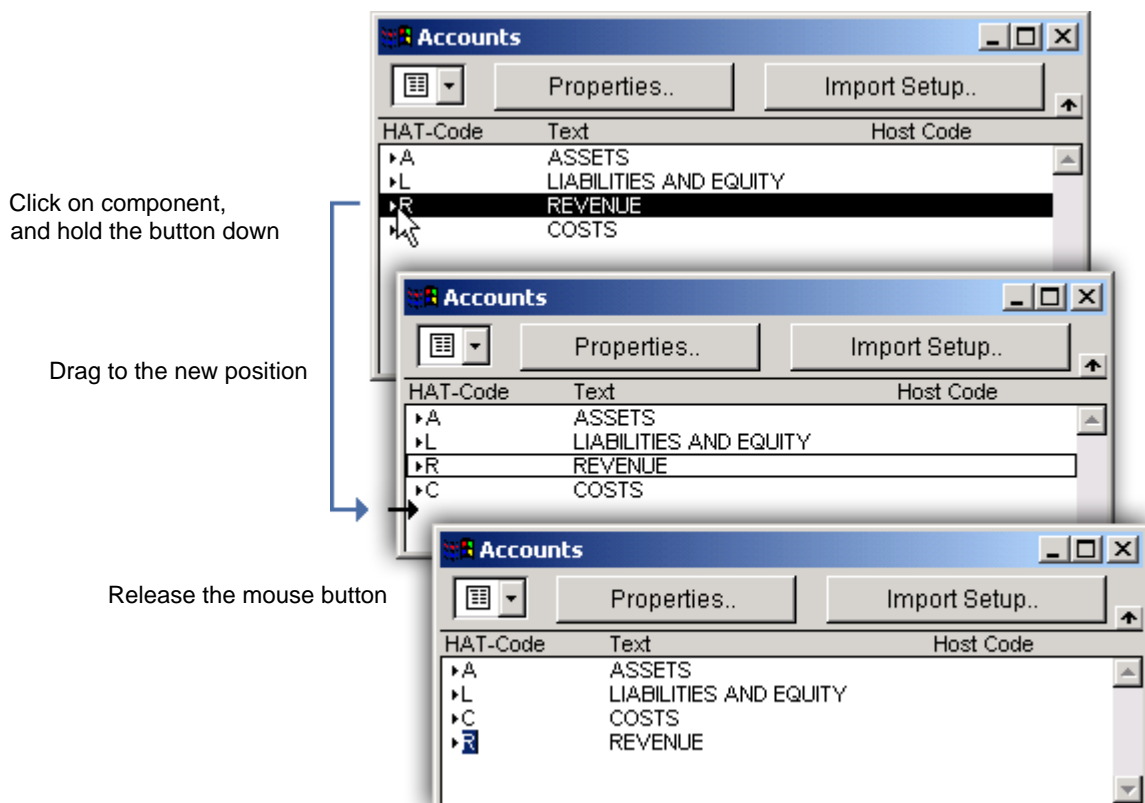 Accounts
Properties.. Import Setup..
HAT-Code Text Host Code
A ASSETS
L LIABILITIES AND EQUITY
R REVENUE
COSTS
Click on component,
and hold the button down
Accounts
Properties.. Import Setup..
HAT-Code Text Host Code
A ASSETS
L LIABILITIES AND EQUITY
R REVENUE
C COSTS
Drag to the new position
Accounts
Properties.. Import Setup..
HAT-Code Text Host Code
A ASSETS
L LIABILITIES AND EQUITY
C COSTS
R REVENUE
Release the mouse button